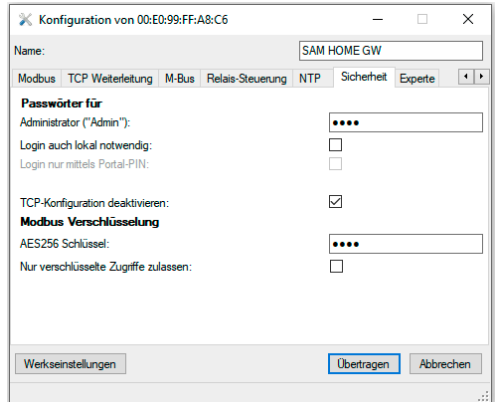 Konfiguration von 00:E0:99:FF:A8:C6
Name: SAM HOME GW
Modbus TCP Weiterleitung M-Bus Relais-Steuerung NTP Sicherheit Experte
Passwörter für
Administrator ("Admin"): ••••
Login auch lokal notwendig:
Login nur mittels Portal-PIN:
TCP-Konfiguration deaktivieren:
Modbus Verschlüsselung
AES256 Schlüssel: ••••
Nur verschlüsselte Zugriffe zulassen:
Werkseinstellungen Übertragen Abbrechen